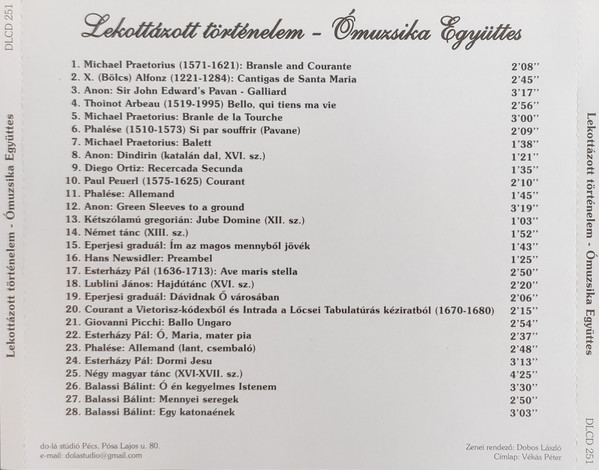 Lekottázott történelem - Ómuzsika Együttes
1. Michael Praetorius (1571-1621): Bransle and Courante 2'08"
2. X. (Bölcs) Alfonz (1221-1284): Cantigas de Santa Maria 2'45"
3. Anon: Sir John Edward's Pavan - Galliard 3'17"
4. Thoinot Arbeau (1519-1995) Bello, qui tiens ma vie 2'56"
5. Michael Praetorius: Branle de la Tourche 3'00"
6. Phalése (1510-1573) Si par souffrir (Pavane) 2'09"
7. Michael Praetorius: Balett 1'38"
8. Anon: Dindirin (katalán dal, XVI. sz.) 1'21"
9. Diego Ortiz: Recercada Secunda 1'35"
10. Paul Peuerl (1575-1625) Courant 2'10"
11. Phalése: Allemand 1'45"
12. Anon: Green Sleeves to a ground 3'19"
13. Kétszólamú gregorián: Jube Domine (XII. sz.) 1'03"
14. Német tánc (XIII. sz.) 1'52"
15. Eperjesi graduál: Ím az magos mennyből jövék 1'43"
16. Hans Newsidler: Preambel 1'25"
17. Esterházy Pál (1636-1713): Ave maris stella 2'50"
18. Lublini János: Hajdútánc (XVI. sz.) 2'20"
19. Eperjesi graduál: Dávidnak Ő városában 2'06"
20. Courant a Vietorisz-kódexből és Intrada a Lőcsei Tabulatúrás kéziratból (1670-1680) 2'15"
21. Giovanni Picchi: Ballo Ungaro 2'54"
22. Esterházy Pál: Ó, Maria, mater pia 2'37"
23. Phalése: Allemand (lant, csembaló) 2'48"
24. Esterházy Pál: Dormi Jesu 3'13"
25. Négy magyar tánc (XVI-XVII. sz.) 4'25"
26. Balassi Bálint: Ó én kegyelmes Istenem 3'30"
27. Balassi Bálint: Mennyei seregek 2'50"
28. Balassi Bálint: Egy katonaének 3'03"
do-lá stúdió Pécs, Pósa Lajos u. 80.
e-mail: dolastudio@gmail.com
Zenei rendező: Dobos László
Címlap: Vékás Péter
DLCD 251
Lekottázott történelem - Ómuzsika Együttes
Lekottázott történelem - Ómuzsika Együttes
DLCD 251